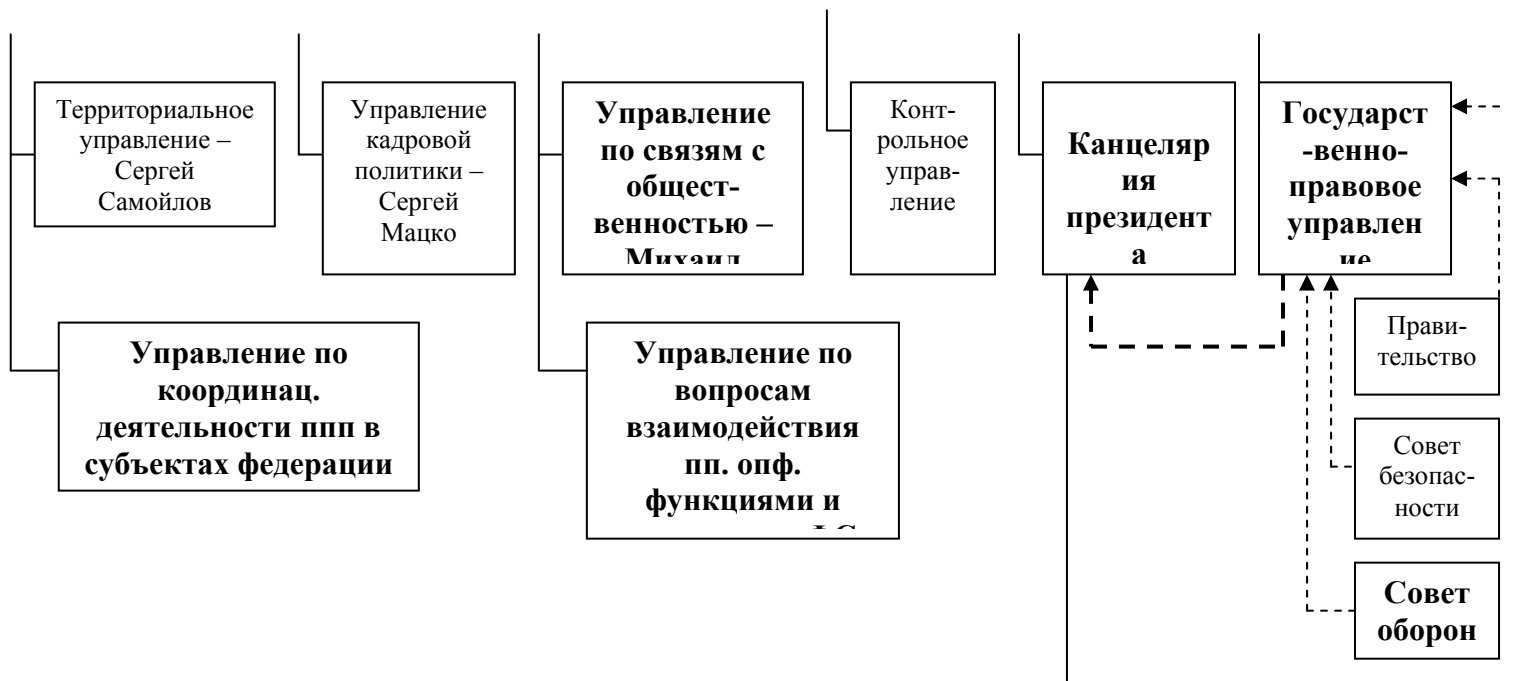 Территориальное
управление –
Сергей
Самойлов
Управление
кадровой
политики –
Сергей
Мацко
Управление
по связям с
общест-
венностью –
Михаил
Конт-
рольное
управ-
ление
Канцеляр
ия
президент
а
Государст
-венно-
правовое
управлен
ие
Прави-
тельство
Управление по
координац.
деятельности ппп в
субъектах федерации
Управление по
вопросам
взаимодействия
пп. опф.
функциями и
Совет
безопас-
ности
Совет
оборон